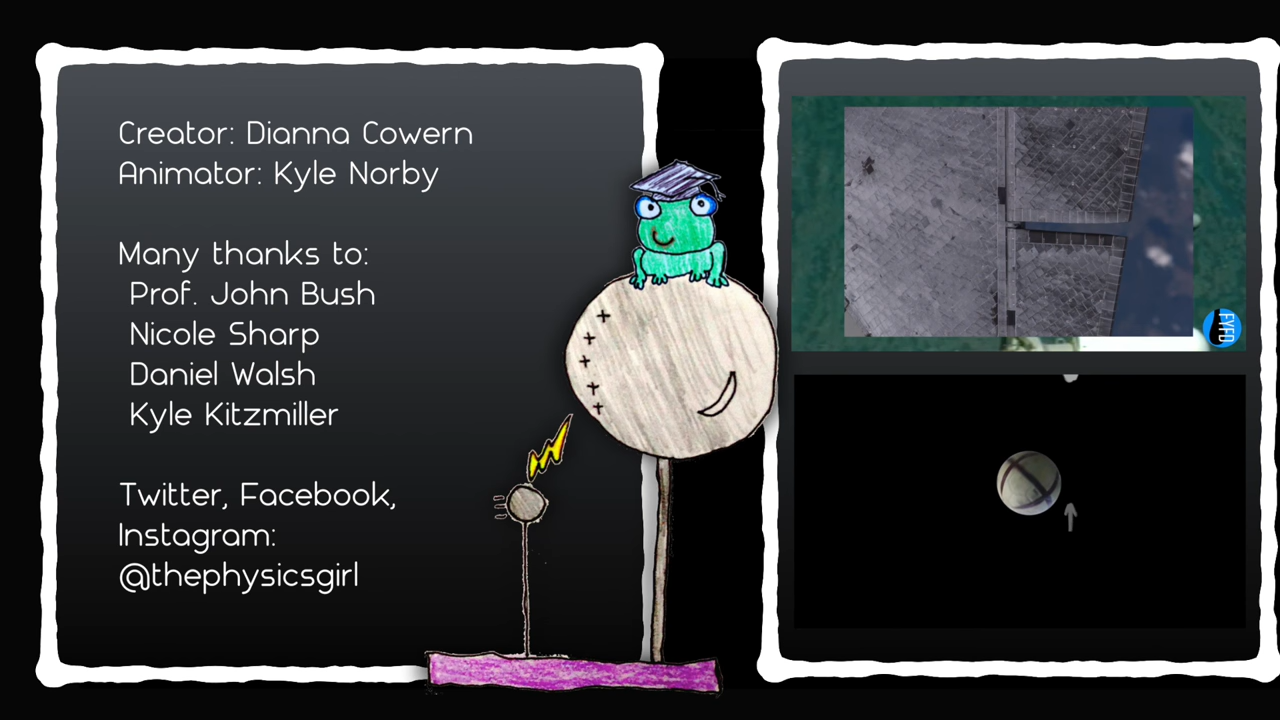 Creator: Dianna Cowern
Animator: Kyle Norby
Many thanks to:
Prof. John Bush
Nicole Sharp
Daniel Walsh
Kyle Kitzmiller
Twitter, Facebook,
Instagram:
@thephysicsgirl
+
+
+
+
+
FYFD